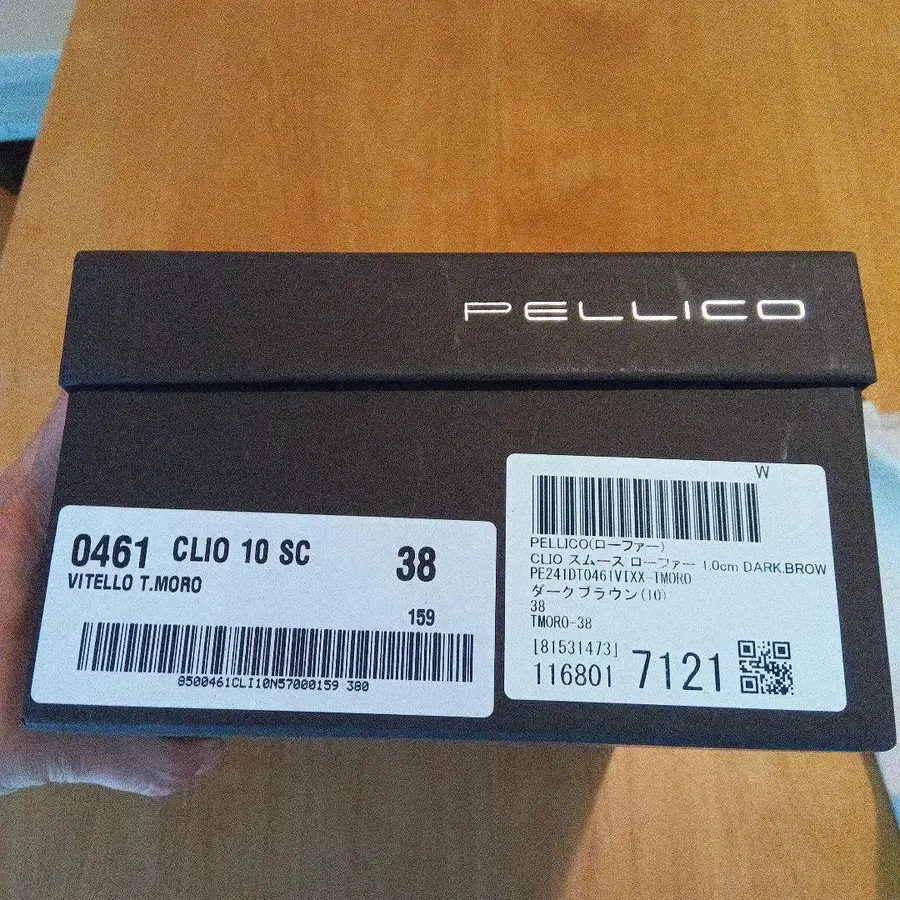 PELLICO
0461 CLIO 10 SC 38
VITELLO T.MORO
159
8500461CLI10N57000159 380
W
PELLICO(ローファー)
CLIO スムース ローファー 1.0cm DARK.BROW
PE241DT0461VIXX-TMORO
ダークブラウン(10)
38
TMORO-38
[81531473]
116801 7121